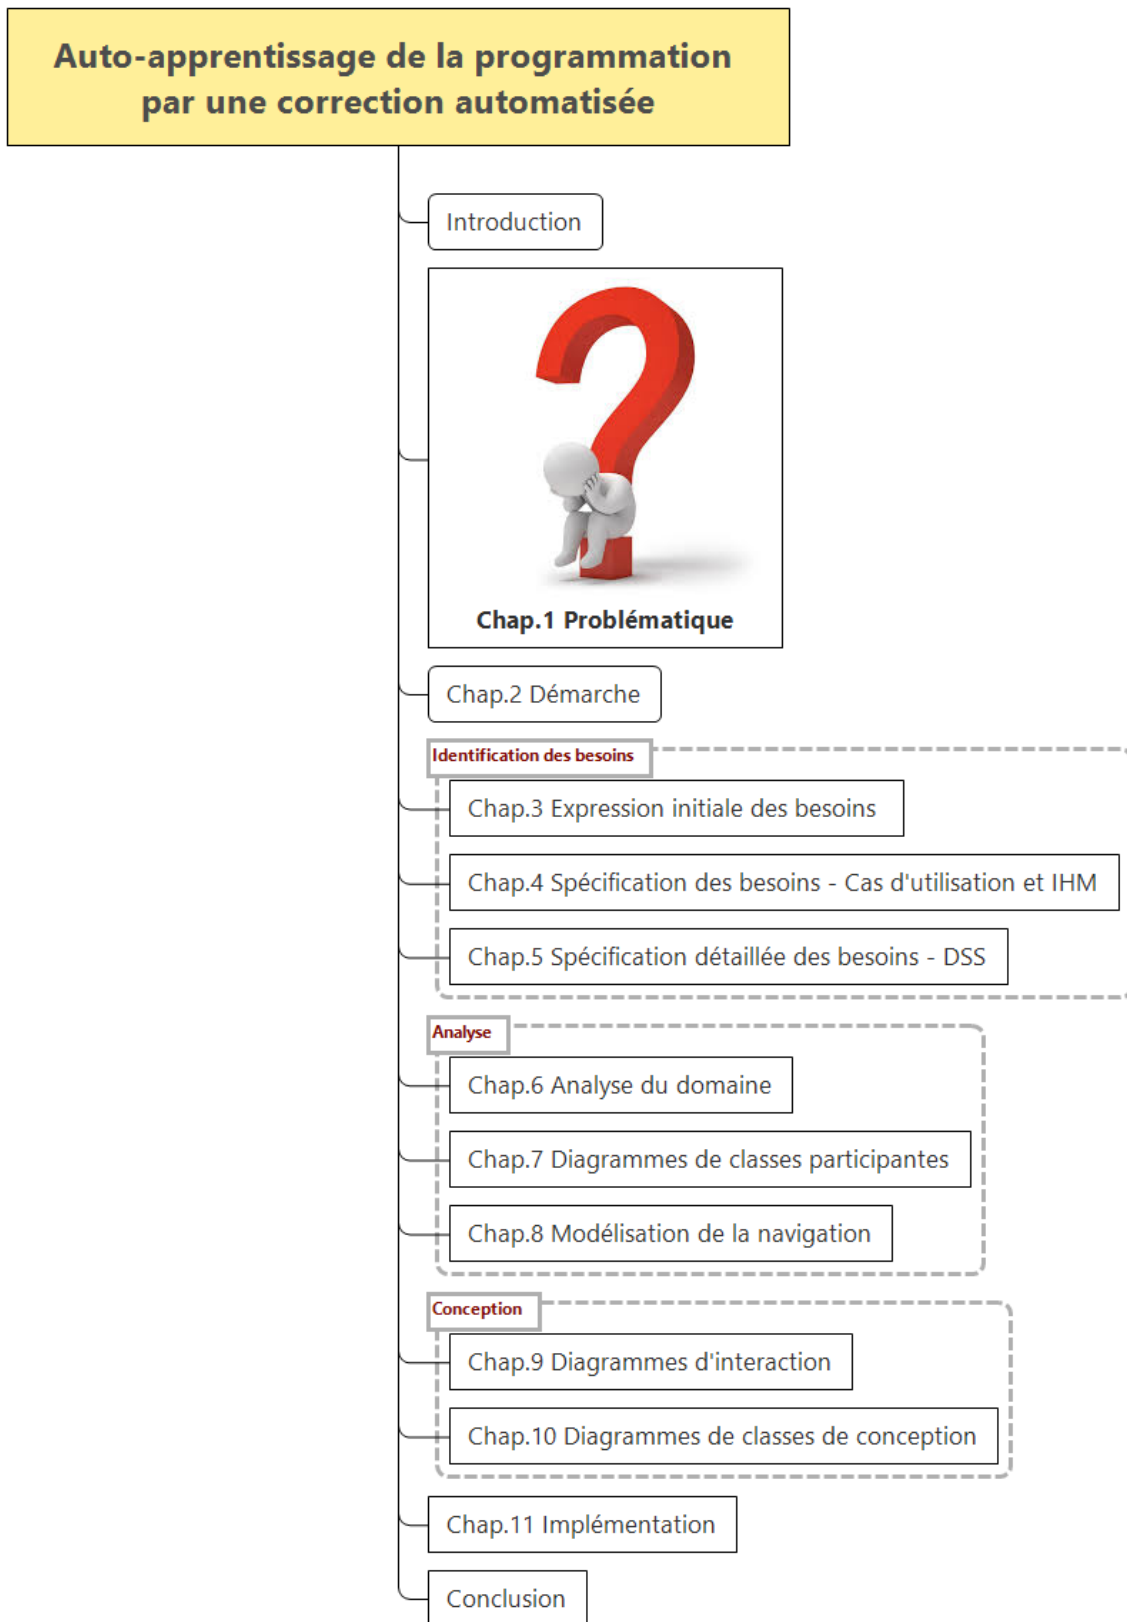 Auto-apprentissage de la programmation
par une correction automatisée
Introduction
Chap.1 Problématique
Chap.2 Démarche
Identification des besoins
Chap.3 Expression initiale des besoins
Chap.4 Spécification des besoins - Cas d'utilisation et IHM
Chap.5 Spécification détaillée des besoins - DSS
Analyse
Chap.6 Analyse du domaine
Chap.7 Diagrammes de classes participantes
Chap.8 Modélisation de la navigation
Conception
Chap.9 Diagrammes d'interaction
Chap.10 Diagrammes de classes de conception
Chap.11 Implémentation
Conclusion